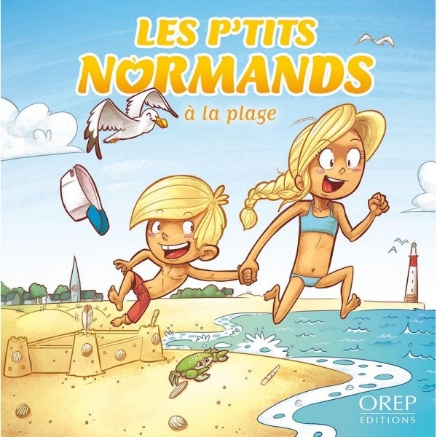 LES P'TITS
NORMANDS
à la plage
OREP
EDITIONS